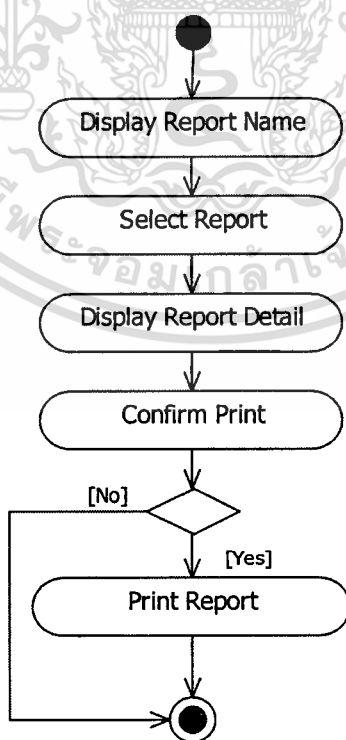 Display Report Name
Select Report
Display Report Detail
Confirm Print
[No]
[Yes]
Print Report